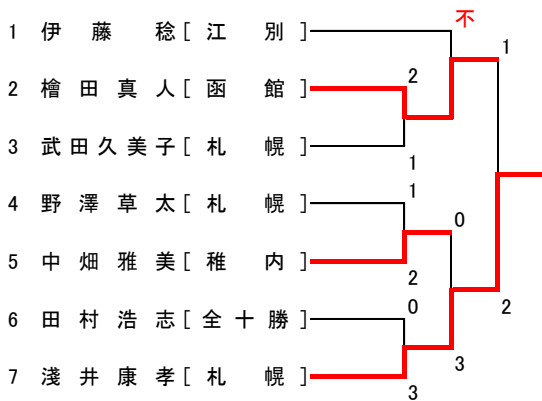 不
1
1 伊藤稔[江別]
2
2 檜田真人[函館]
3 武田久美子[札幌]
1
1
4 野澤草太[札幌]
0
5 中畑雅美[稚内]
2
0
2
6 田村浩志[全十勝]
3
7 淺井康孝[札幌]
3